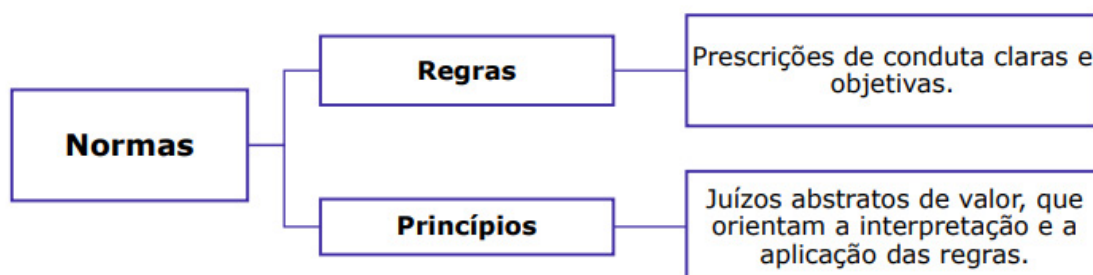 Normas
Regras
Prescrições de conduta claras e
objetivas.
Princípios
Juízos abstratos de valor, que
orientam a interpretação e a
aplicação das regras.